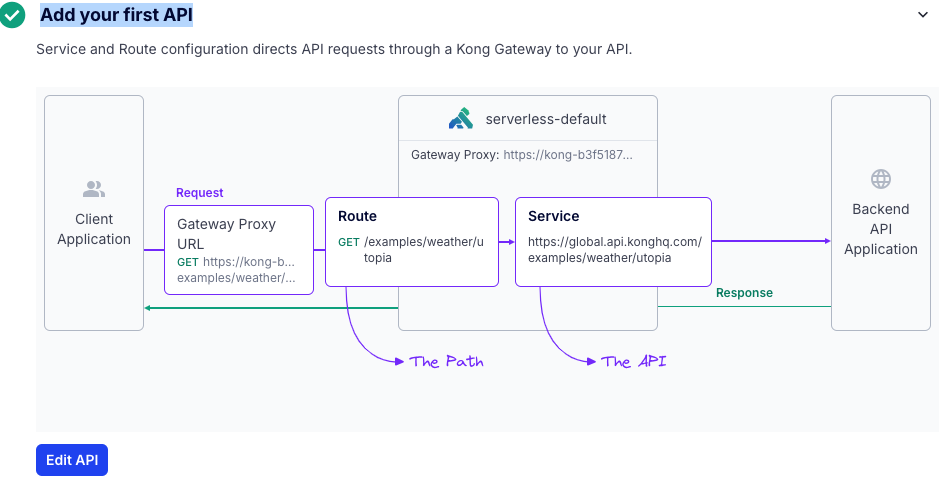 Add your first API
Service and Route configuration directs API requests through a Kong Gateway to your API.
serverless-default
Gateway Proxy: https://kong-b3f5187...
Client
Application
Request
Gateway Proxy
URL
GET https://kong-b...
examples/weather/...
Route
GET /examples/weather/u
topia
Service
https://global.api.konghq.com/
examples/weather/utopia
Backend
API
Application
Response
The Path
The API
Edit API